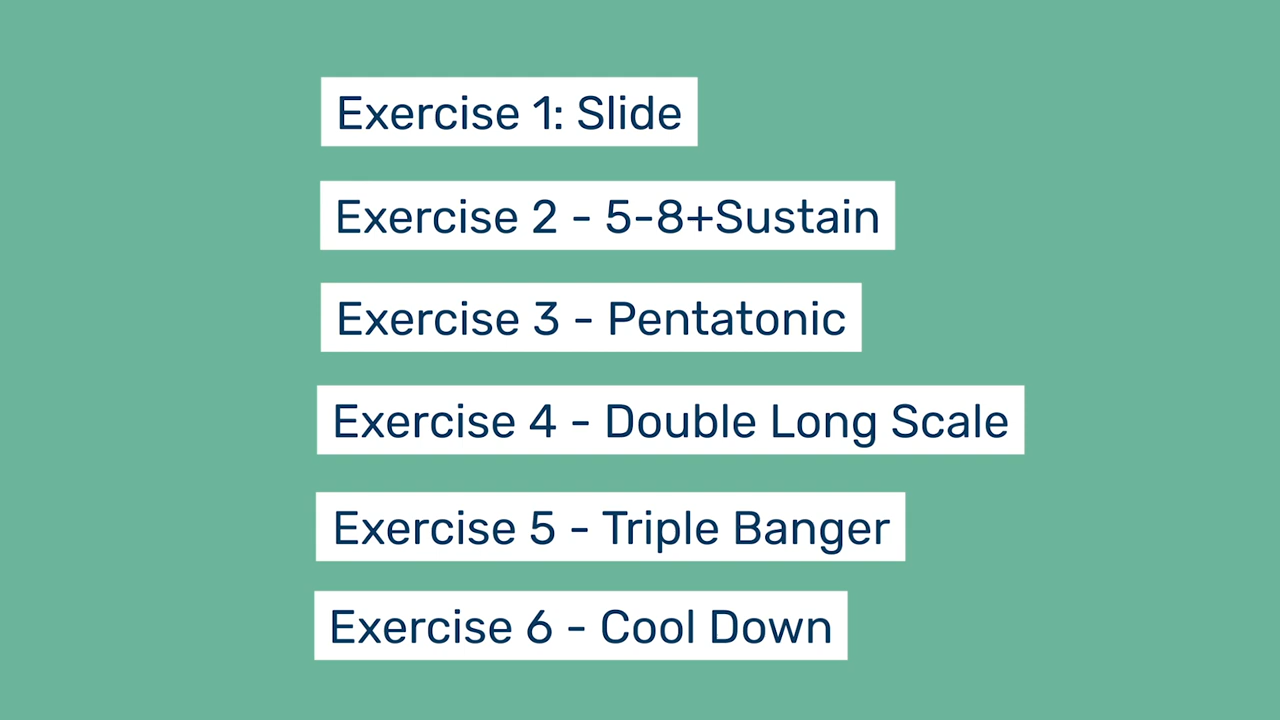 Exercise 1: Slide
Exercise 2 - 5-8+Sustain
Exercise 3 - Pentatonic
Exercise 4 - Double Long Scale
Exercise 5 - Triple Banger
Exercise 6 - Cool Down